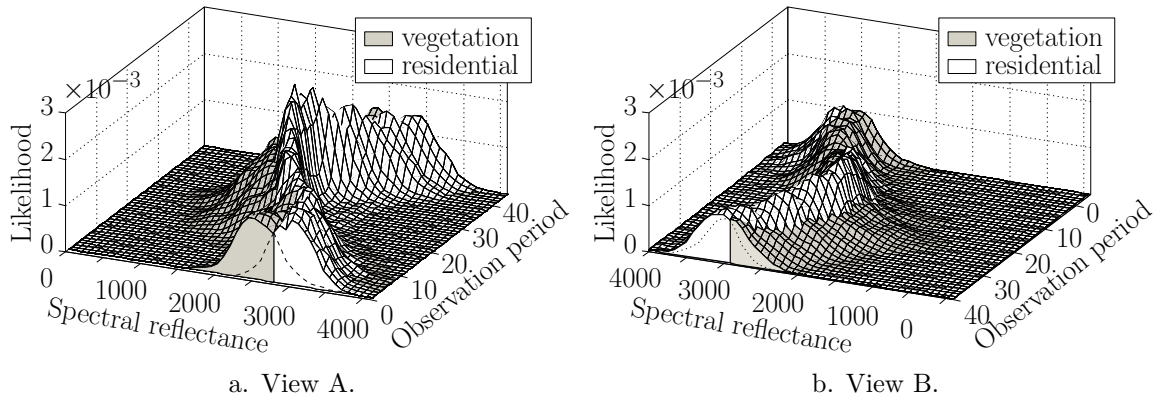 vegetation
residential
×10⁻³
3
2
1
0
Likelihood
0
1000
2000
3000
4000
Spectral reflectance
0
10
20
30
40
Observation period
a. View A.
vegetation
residential
×10⁻³
3
2
1
0
Likelihood
4000
3000
2000
1000
0
Spectral reflectance
40
30
20
10
0
Observation period
b. View B.